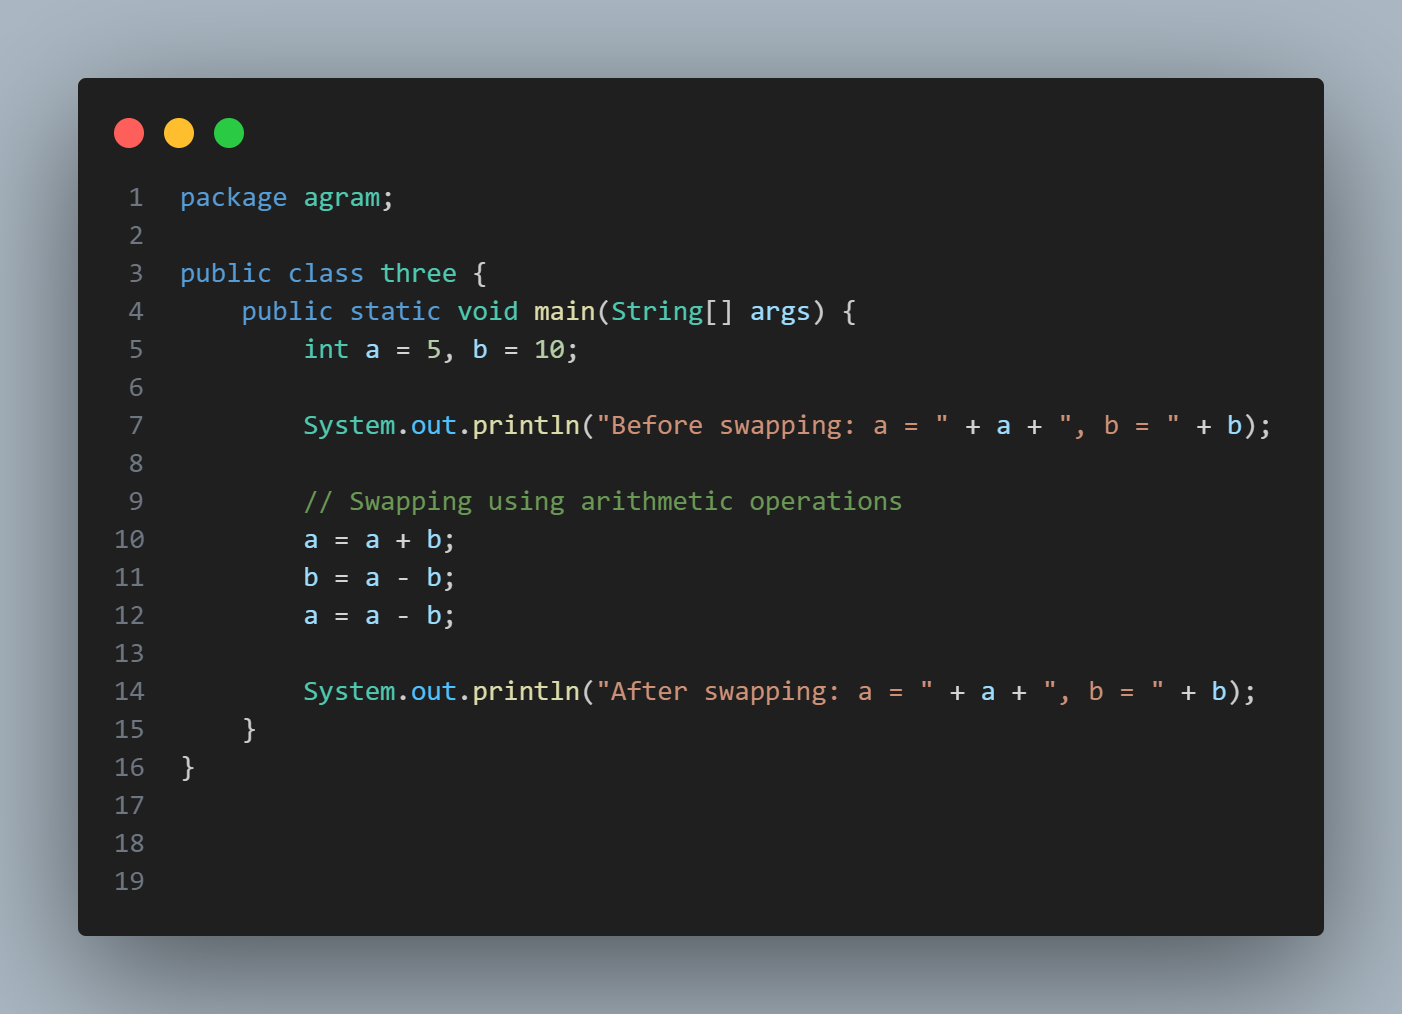 1 package agram;
2
3 public class three {
4     public static void main(String[] args) {
5         int a = 5, b = 10;
6
7         System.out.println("Before swapping: a = " + a + ", b = " + b);
8
9         // Swapping using arithmetic operations
10         a = a + b;
11         b = a - b;
12         a = a - b;
13
14         System.out.println("After swapping: a = " + a + ", b = " + b);
15     }
16 }
17
18
19